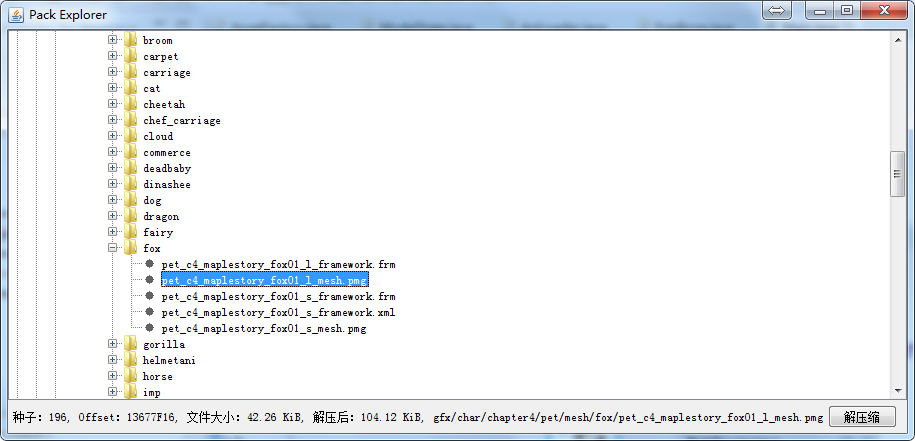 Pack Explorer
broom
carpet
carriage
cat
cheetah
chef_carriage
cloud
commerce
deadbaby
dinashee
dog
dragon
fairy
fox
pet_c4_maplestory_fox01_l_framework.frm
pet_c4_maplestory_fox01_l_mesh.pmg
pet_c4_maplestory_fox01_s_framework.frm
pet_c4_maplestory_fox01_s_framework.xml
pet_c4_maplestory_fox01_s_mesh.pmg
gorilla
helmetani
horse
imp
种子: 196, Offset: 13677F16, 文件大小: 42.26 KiB, 解压后: 104.12 KiB, gfx/char/chapter4/pet/mesh/fox/pet_c4_maplestory_fox01_l_mesh.pmg 解压缩